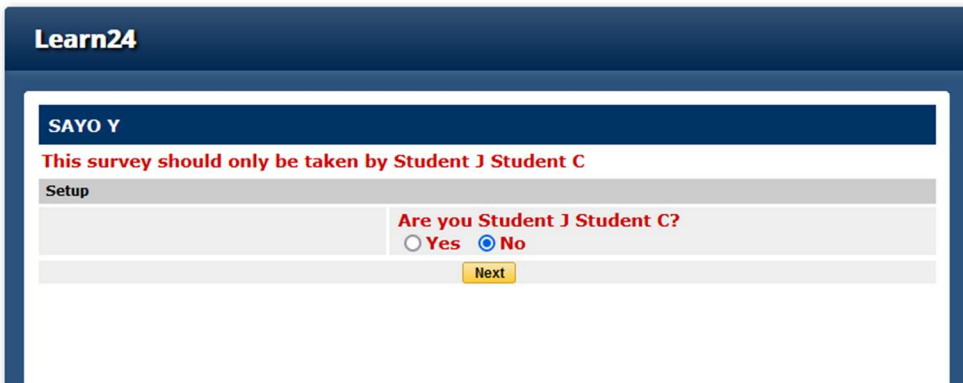 Learn24
SAYO Y
This survey should only be taken by Student J Student C
Setup
Are you Student J Student C?
Yes No
Next